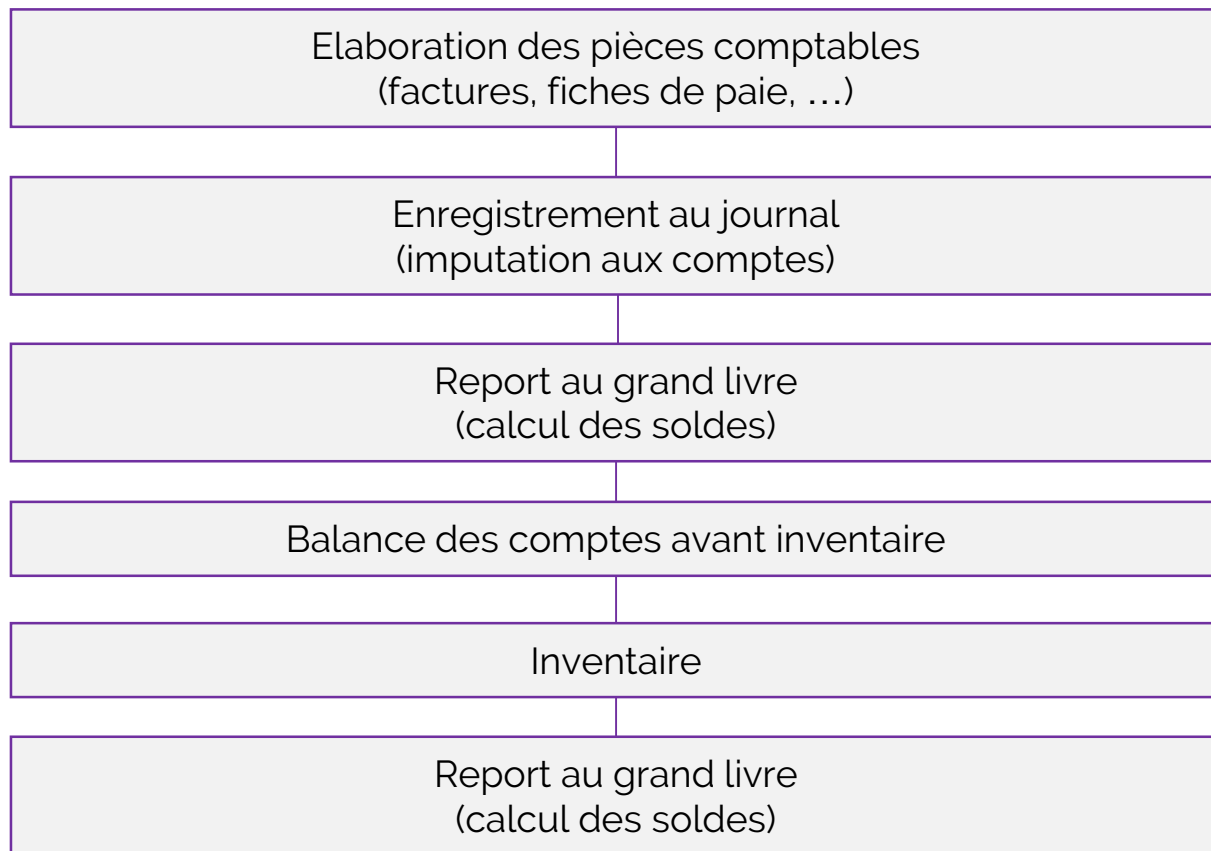 Elaboration des pièces comptables
(factures, fiches de paie, …)
Enregistrement au journal
(imputation aux comptes)
Report au grand livre
(calcul des soldes)
Balance des comptes avant inventaire
Inventaire
Report au grand livre
(calcul des soldes)